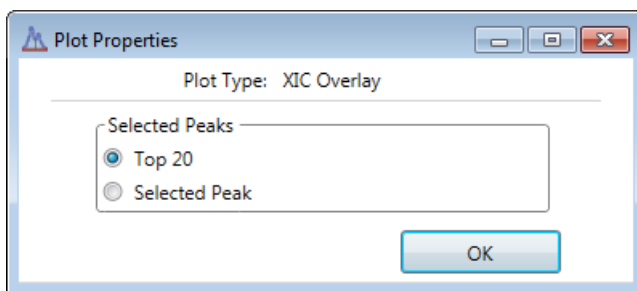 Plot Properties
Plot Type: XIC Overlay
Selected Peaks
Top 20
Selected Peak
OK